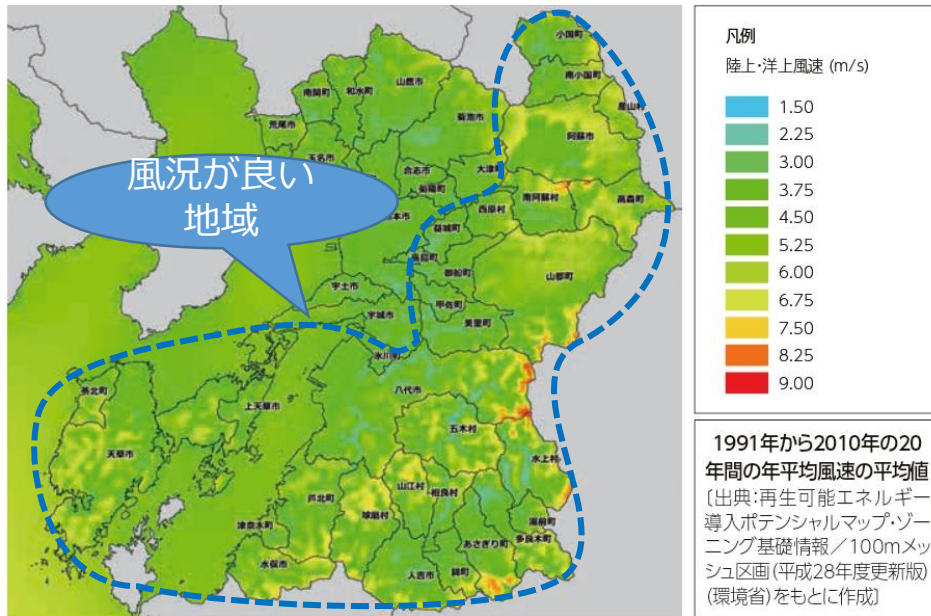 小国町
南小国町
産山村
南関町
和水町
山鹿市
菊池市
阿蘇市
荒尾市
玉名市
大津町
合志市
菊陽町
風況が良い
地域
本市
西原村
南阿蘇村
高森町
益城町
嘉島町
御船町
山都町
宇土市
甲佐町
宇城市
美里町
氷川町
八代市
苓北町
上天草市
天草市
五木村
水上村
山江村
相良村
芦北町
球磨村
湯前町
津奈木町
あさぎり町
多良木町
水俣市
人吉市
錦町
凡例
陸上・洋上風速 (m/s)
1.50
2.25
3.00
3.75
4.50
5.25
6.00
6.75
7.50
8.25
9.00
1991年から2010年の20
年間の年平均風速の平均値
〔出典:再生可能エネルギー
導入ポテンシャルマップ・ゾー
ニング基礎情報／100mメッ
シュ区画(平成28年度更新版)
(環境省)をもとに作成〕